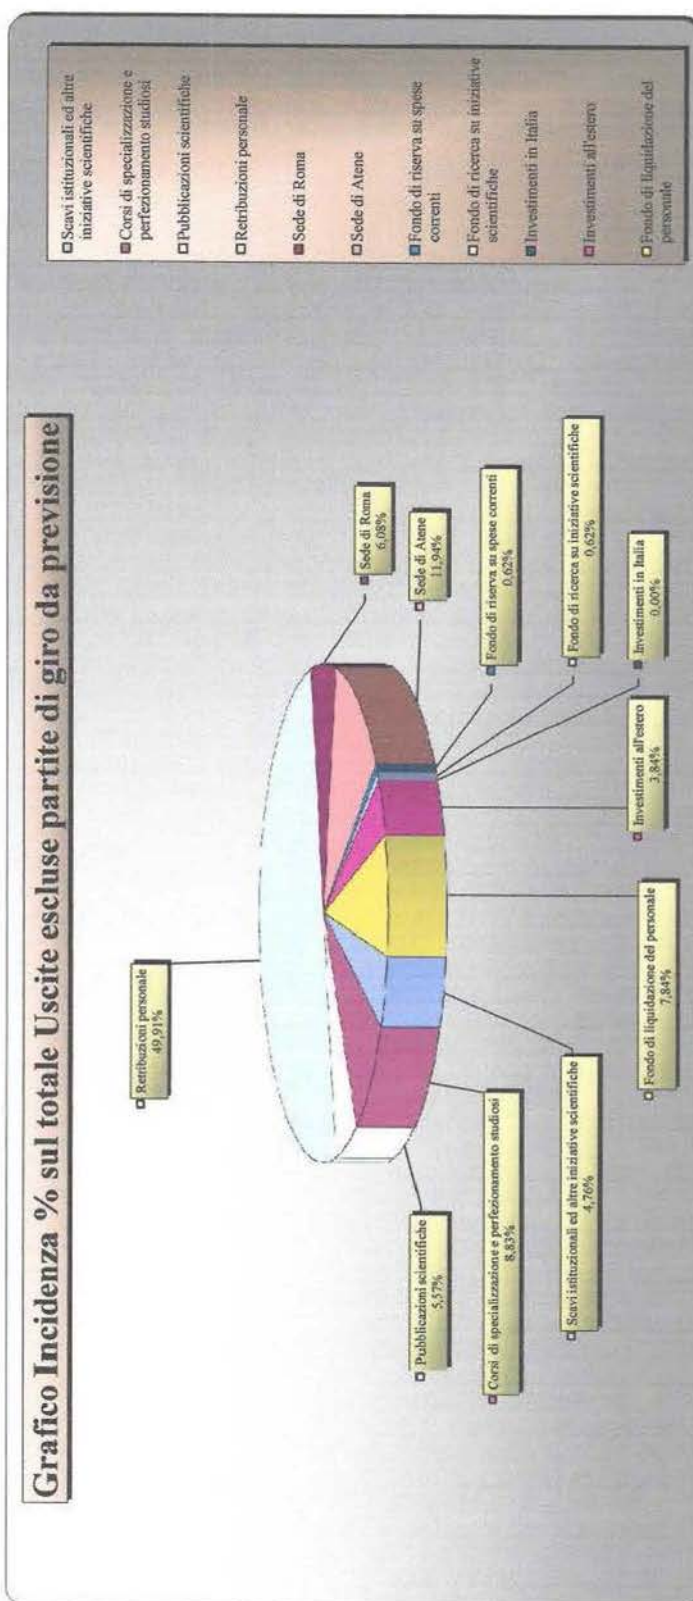 Grafico Incidenza % sul totale Uscite escluse partite di giro da previsione
Retribuzioni personale
49,91%
Sede di Roma
6,08%
Sede di Atene
11,94%
Fondo di riserva su spese correnti
0,62%
Fondo di ricerca su iniziative scientifiche
0,62%
Investimenti in Italia
0,00%
Investimenti all'estero
3,84%
Fondo di liquidazione del personale
7,84%
Scavi istituzionali ed altre iniziative scientifiche
4,76%
Corsi di specializzazione e perfezionamento studiosi
8,83%
Pubblicazioni scientifiche
5,57%
Scavi istituzionali ed altre
iniziative scientifiche
Corsi di specializzazione e
perfezionamento studiosi
Pubblicazioni scientifiche
Retribuzioni personale
Sede di Roma
Sede di Atene
Fondo di riserva su spese
correnti
Fondo di ricerca su iniziative
scientifiche
Investimenti in Italia
Investimenti all'estero
Fondo di liquidazione del
personale